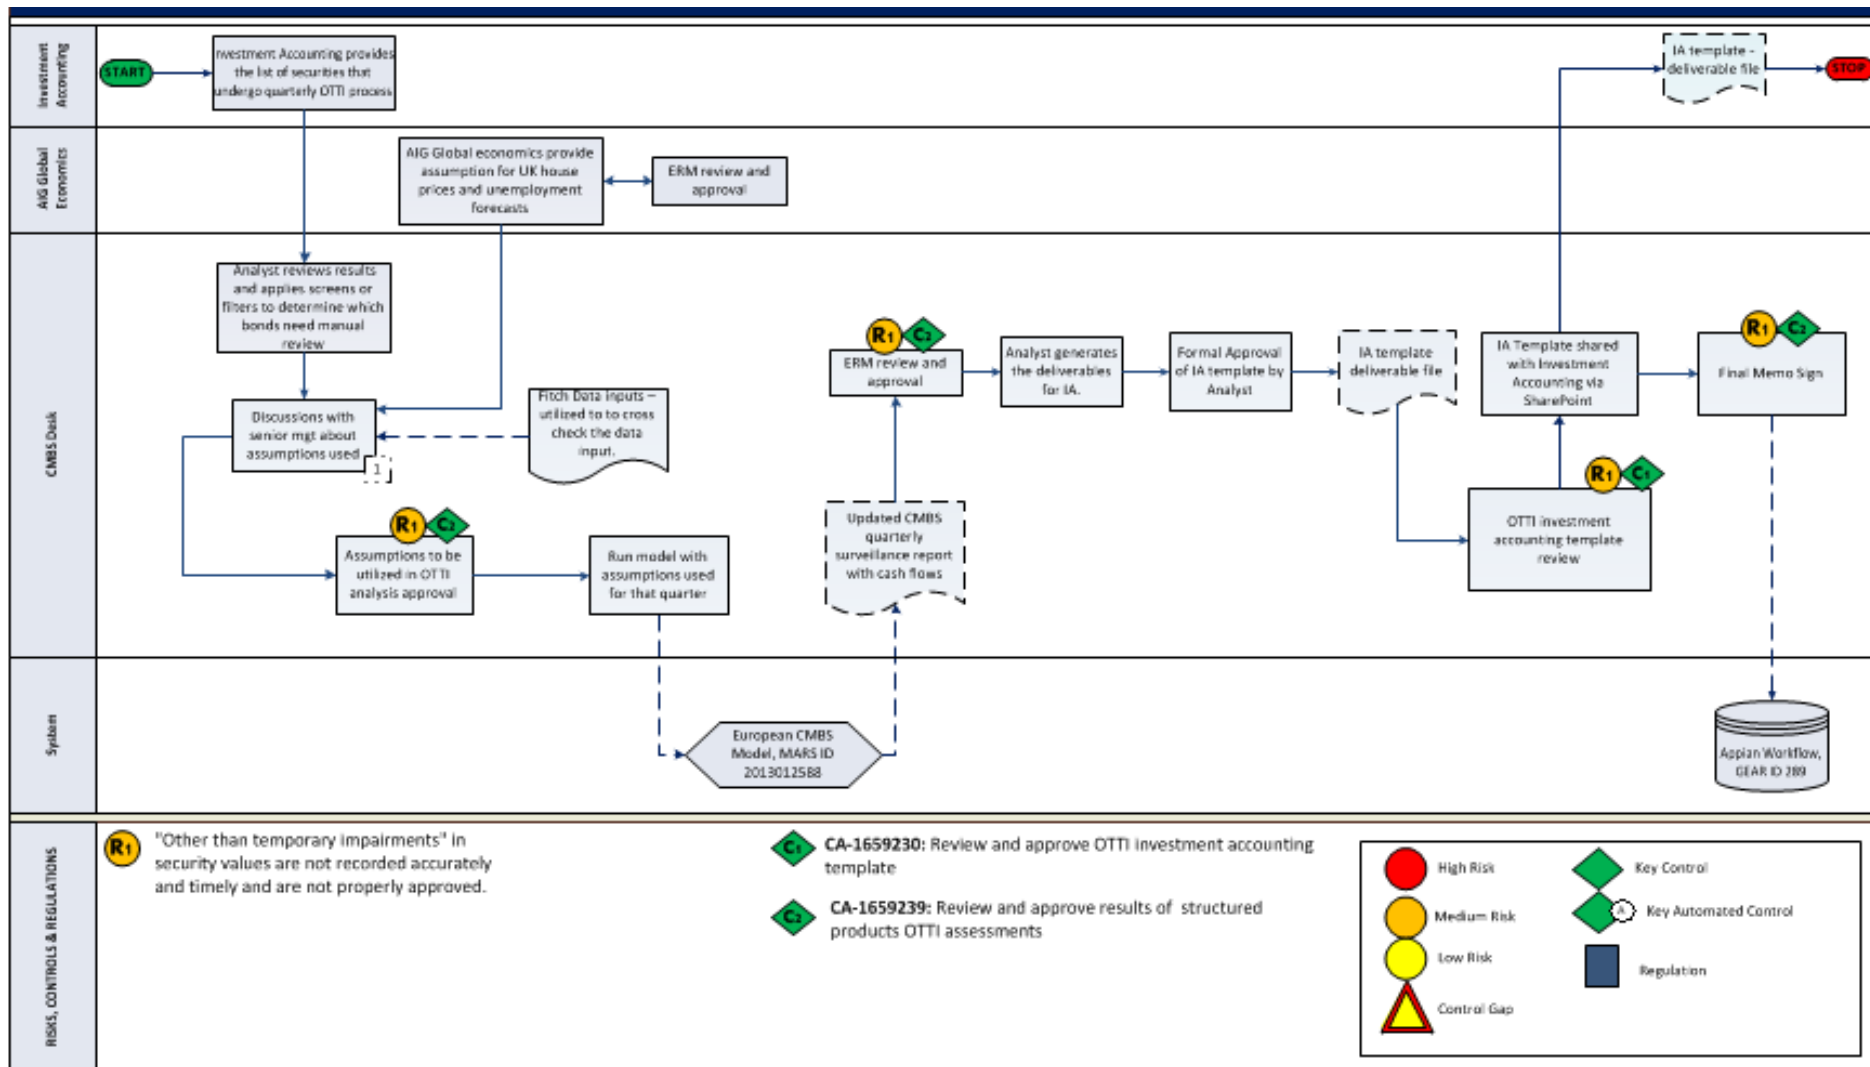 Investment
Accounting
START
nvestment Accounting provides
the list of securities that
undergo quarterly OTTI process
IA template -
deliverable file
STOP
AIG Global
Economics
AIG Global economics provide
assumption for UK house
prices and unemployment
forecasts
ERM review and
approval
CMBS Desk
Analyst reviews results
and applies screens or
filters to determine which
bonds need manual
review
Discussions with
senior mgt about
assumptions used
1
Fitch Data inputs –
utilized to to cross
check the data
input.
R1
C2
Assumptions to be
utilized in OTTI
analysis approval
Run model with
assumptions used
for that quarter
Updated CMBS
quarterly
surveillance report
with cash flows
R1
C2
ERM review and
approval
Analyst generates
the deliverables
for IA.
Formal Approval
of IA template by
Analyst
IA template
deliverable file
R1
C1
OTTI investment
accounting template
review
IA Template shared
with Investment
Accounting via
SharePoint
R1
C2
Final Memo Sign
System
European CMBS
Model, MARS ID
2013012588
Appian Workflow,
GEAR ID 289
RISKS, CONTROLS & REGULATIONS
R1
"Other than temporary impairments" in
security values are not recorded accurately
and timely and are not properly approved.
C1
CA-1659230: Review and approve OTTI investment accounting
template
C2
CA-1659239: Review and approve results of structured
products OTTI assessments
High Risk
Medium Risk
Low Risk
Control Gap
Key Control
A
Key Automated Control
Regulation